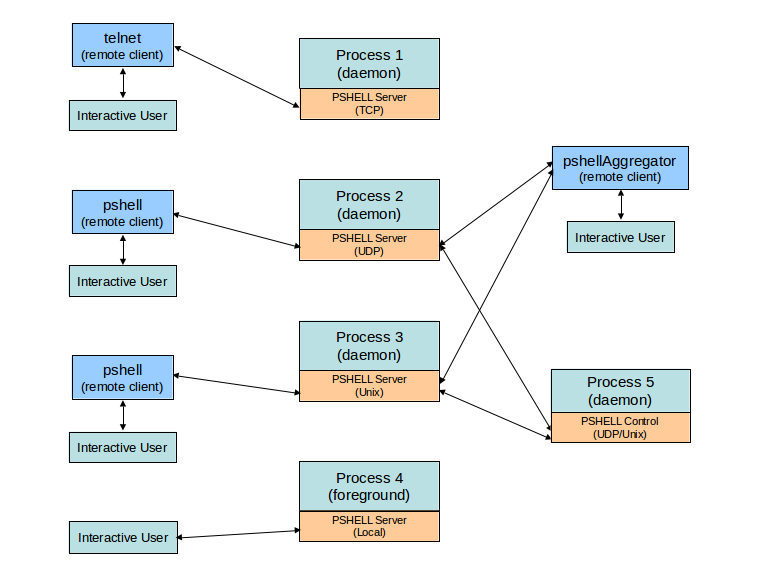 telnet
(remote client)
Interactive User
Process 1
(daemon)
PSHELL Server
(TCP)
pshellAggregator
(remote client)
Interactive User
pshell
(remote client)
Interactive User
Process 2
(daemon)
PSHELL Server
(UDP)
Process 3
(daemon)
PSHELL Server
(Unix)
pshell
(remote client)
Interactive User
Process 5
(daemon)
PSHELL Control
(UDP/Unix)
Process 4
(foreground)
PSHELL Server
(Local)
Interactive User